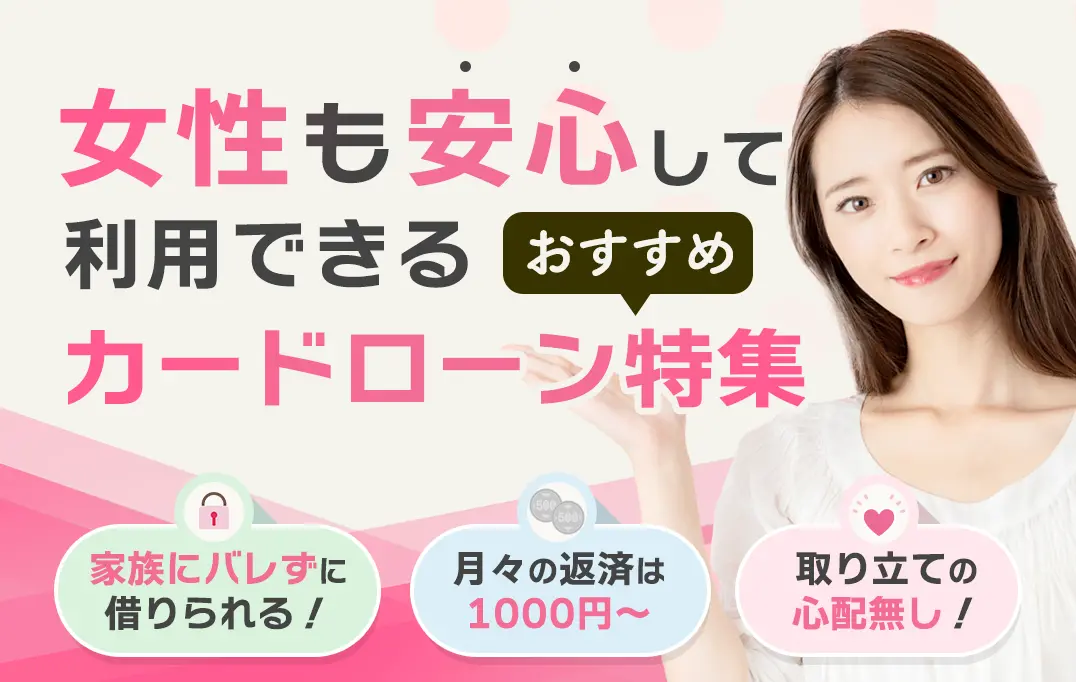 女性も安心して
利用できる おすすめ
カードローン特集
500
500
家族にバレずに
借りられる！
月々の返済は
1000円～
取り立ての
心配無し！